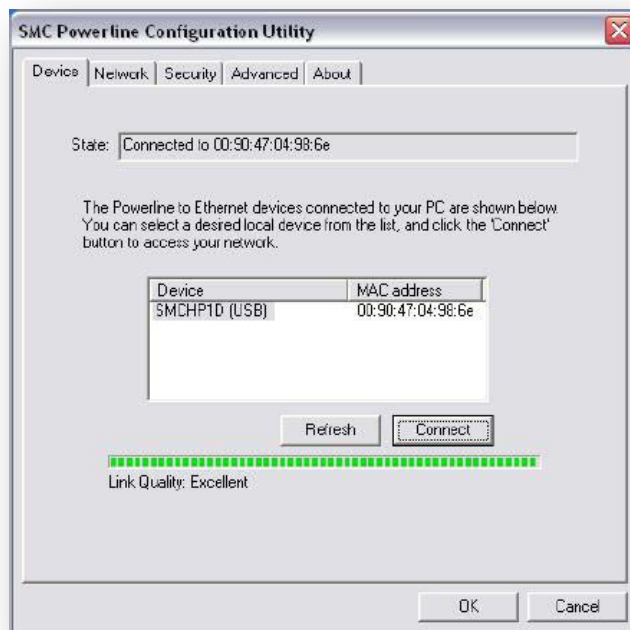 SMC Powerline Configuration Utility
Device Network Security Advanced About
State: Connected to 00:90:47:04:98:6e
The Powerline to Ethernet devices connected to your PC are shown below.
You can select a desired local device from the list, and click the 'Connect'
button to access your network.
Device MAC address
SMCHP1D (USB) 00:90:47:04:98:6e
Refresh Connect
Link Quality: Excellent
OK Cancel